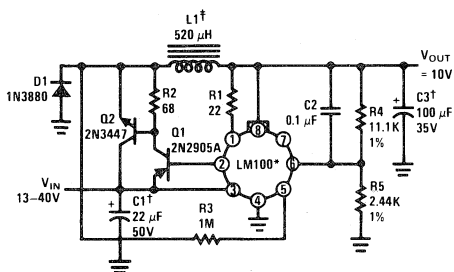 L1†
520 μH
VOUT
= 10V
D1
1N3880
R2
68
R1
22
C2
0.1 μF
R4
11.1K
1%
C3†
100 μF
35V
Q2
2N3447
Q1
2N2905A
1
8
7
2
LM100*
6
3
4
5
VIN
13–40V
C1†
22 μF
50V
R3
1M
R5
2.44K
1%